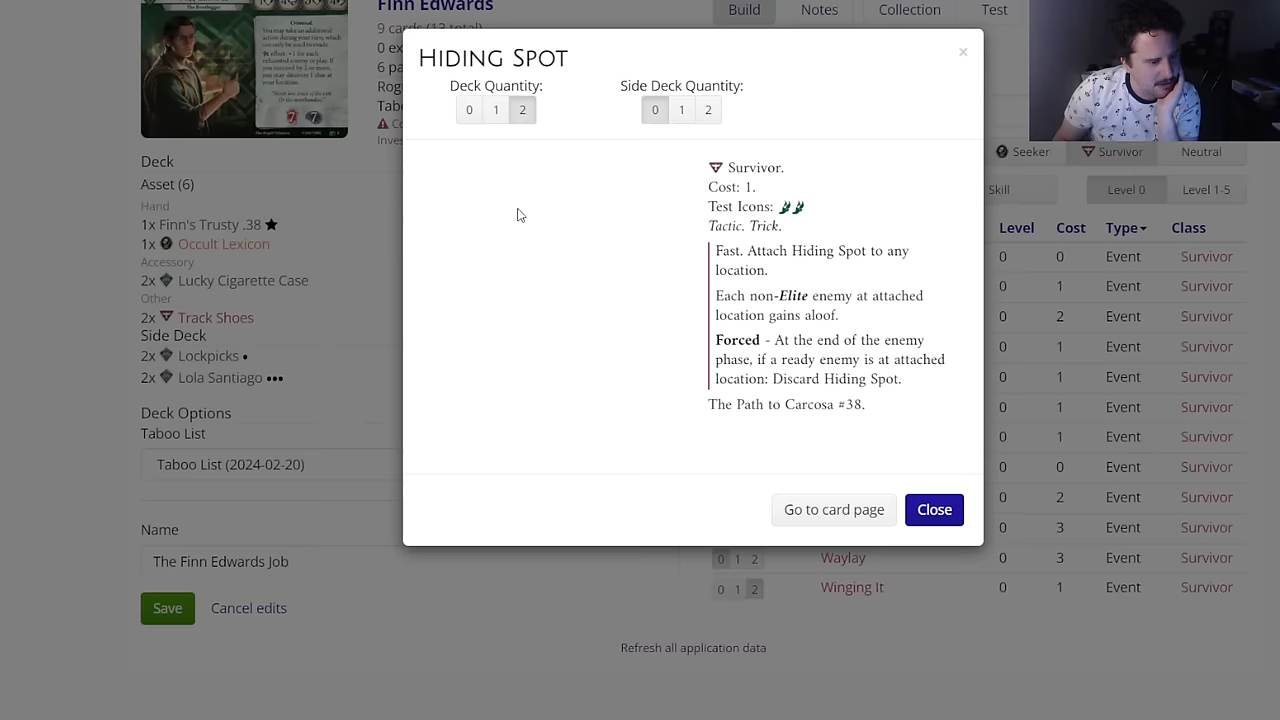 Finn Edwards
Build
Notes
Collection
Test
9 cards (13 total)
HIDING SPOT
×
Deck Quantity:
Side Deck Quantity:
0 1 2
0 1 2
Criminal.
Seeker
Survivor
Neutral
Skill
Level 0
Level 1-5
Deck
Asset (6)
Hand
1x Finn's Trusty .38
1x Occult Lexicon
Accessory
2x Lucky Cigarette Case
Other
2x Track Shoes
Side Deck
2x Lockpicks
2x Lola Santiago
Deck Options
Taboo List
Taboo List (2024-02-20)
Name
The Finn Edwards Job
Save
Cancel edits
Survivor.
Cost: 1.
Test Icons:
Tactic. Trick.
Fast. Attach Hiding Spot to any
location.
Each non-Elite enemy at attached
location gains aloof.
Forced - At the end of the enemy
phase, if a ready enemy is at attached
location: Discard Hiding Spot.
The Path to Carcosa #38.
Go to card page
Close
Level Cost Type Class
0 0 Event Survivor
0 1 Event Survivor
0 2 Event Survivor
0 1 Event Survivor
0 1 Event Survivor
0 0 Event Survivor
0 2 Event Survivor
0 3 Event Survivor
0 1 2 Waylay 0 3 Event Survivor
0 1 2 Winging It 0 1 Event Survivor
Refresh all application data